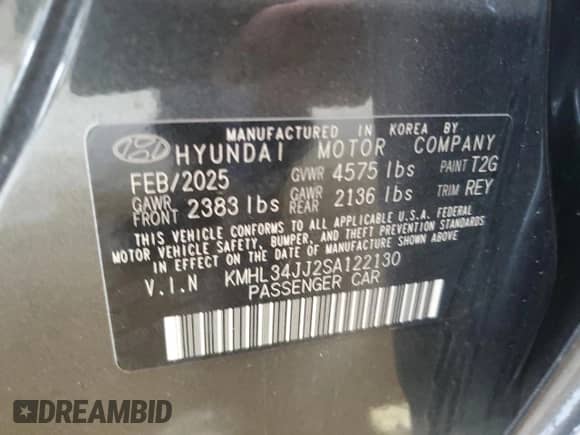 MANUFACTURED IN KOREA BY
HYUNDAI MOTOR COMPANY
FEB/2025 GVWR 4575 lbs PAINT T2G
GAWR FRONT 2383 lbs GAWR REAR 2136 lbs TRIM REY
THIS VEHICLE CONFORMS TO ALL APPLICABLE U.S.A. FEDERAL
MOTOR VEHICLE SAFETY, BUMPER, AND THEFT PREVENTION STANDARDS
IN EFFECT ON THE DATE OF MANUFACTURE SHOWN ABOVE.
V.I.N KMHL34JJ2SA122130
PASSENGER CAR
DREAMBID